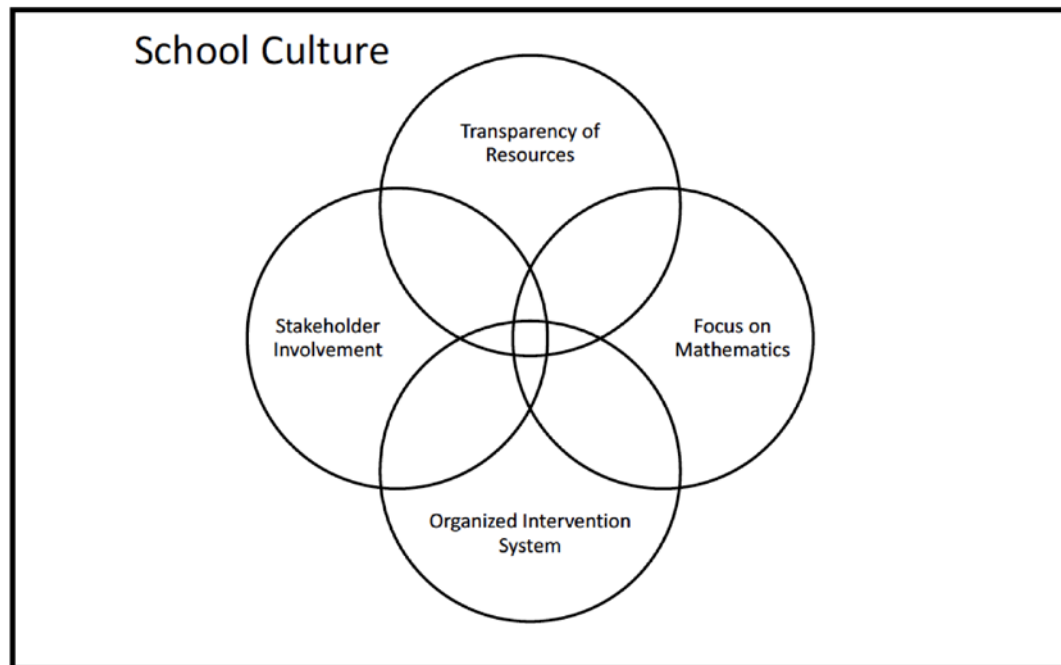 School Culture
Transparency of
Resources
Stakeholder
Involvement
Focus on
Mathematics
Organized Intervention
System